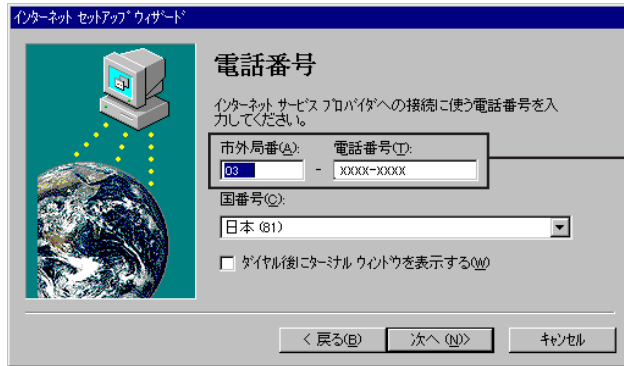 インターネット セットアップ ウィザード
電話番号
インターネット サービス プロバイダへの接続に使う電話番号を入
力してください。
市外局番(A): 電話番号(T):
03 - XXXX-XXXX
国番号(C):
日本 (81)
ダイヤル後にターミナル ウィンドウを表示する(W)
< 戻る(B) 次へ (N)> キャンセル